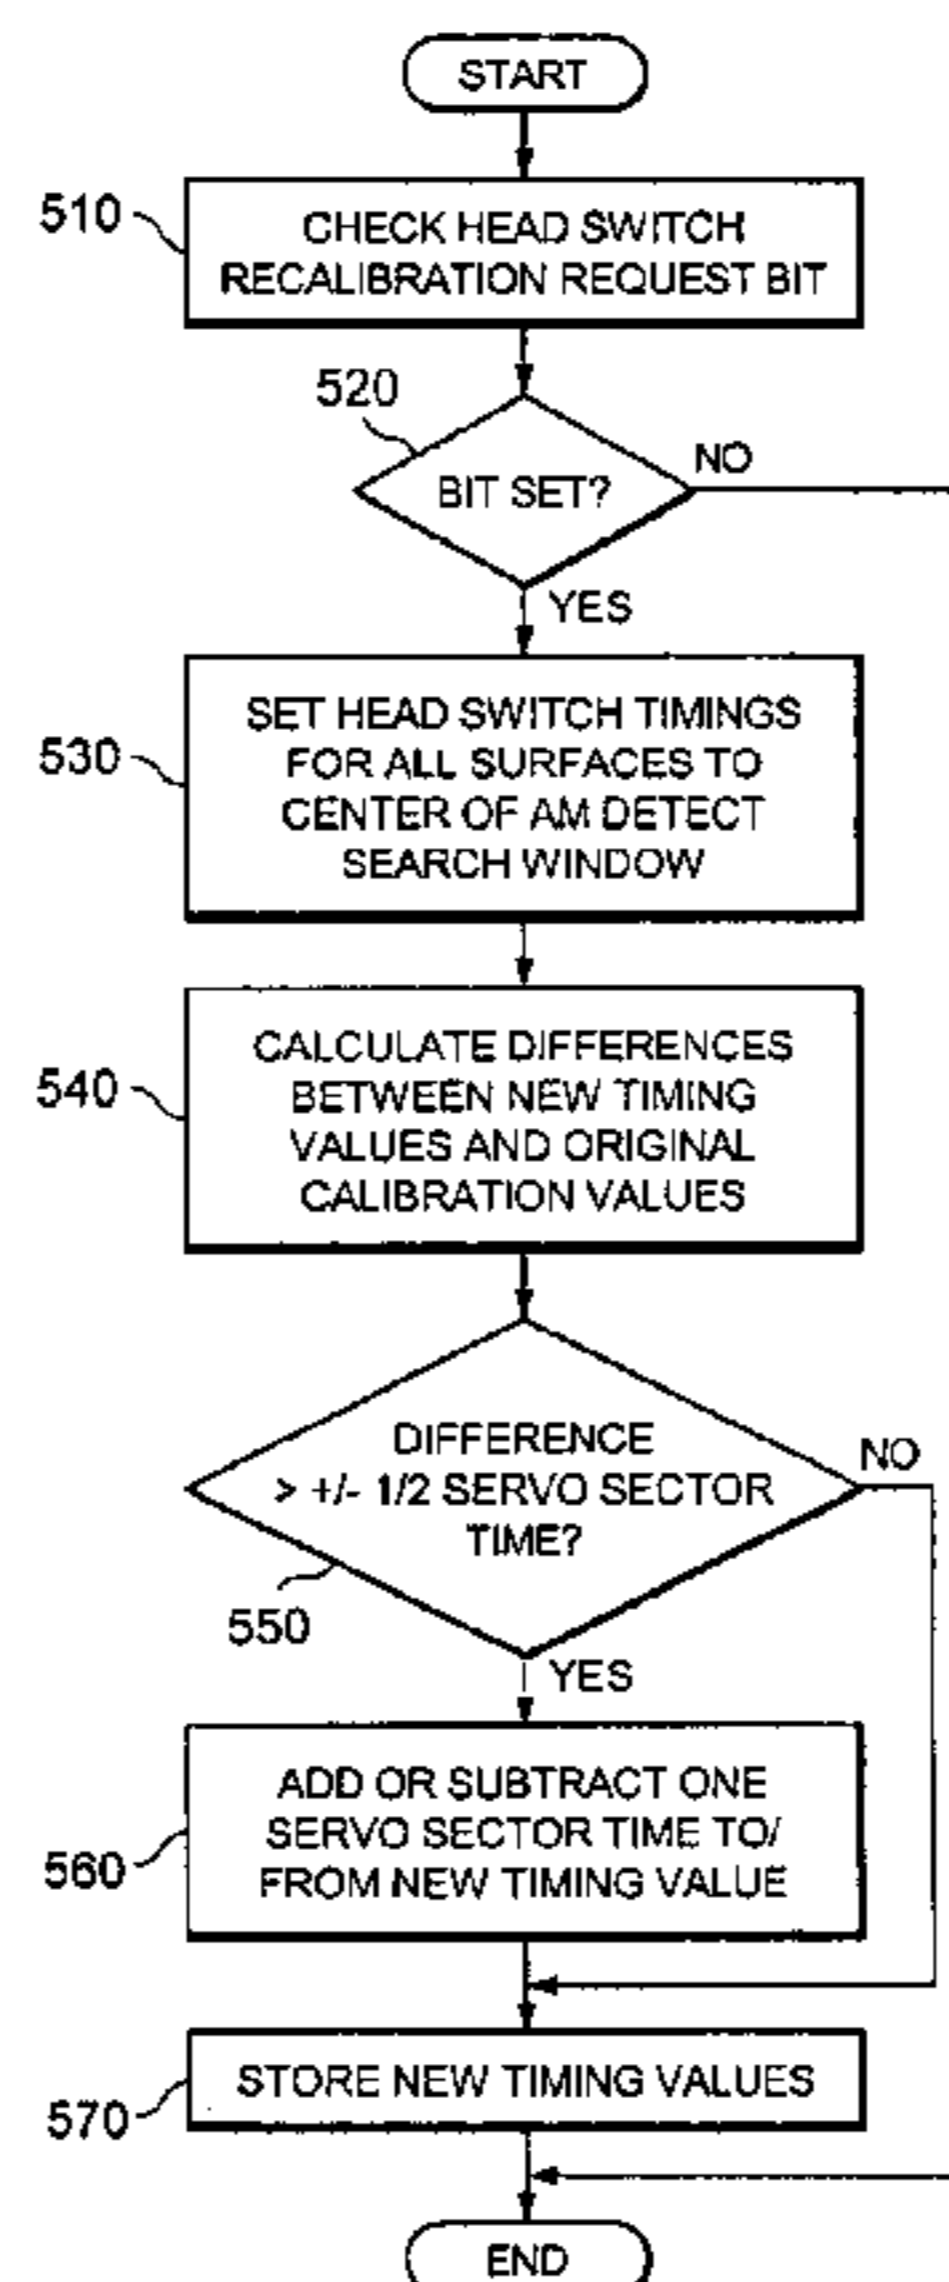 START
510
CHECK HEAD SWITCH
RECALIBRATION REQUEST BIT
520
BIT SET?
NO
YES
530
SET HEAD SWITCH TIMINGS
FOR ALL SURFACES TO
CENTER OF AM DETECT
SEARCH WINDOW
540
CALCULATE DIFFERENCES
BETWEEN NEW TIMING
VALUES AND ORIGINAL
CALIBRATION VALUES
DIFFERENCE
> +/- 1/2 SERVO SECTOR
TIME?
NO
550
YES
560
ADD OR SUBTRACT ONE
SERVO SECTOR TIME TO/
FROM NEW TIMING VALUE
570
STORE NEW TIMING VALUES
END